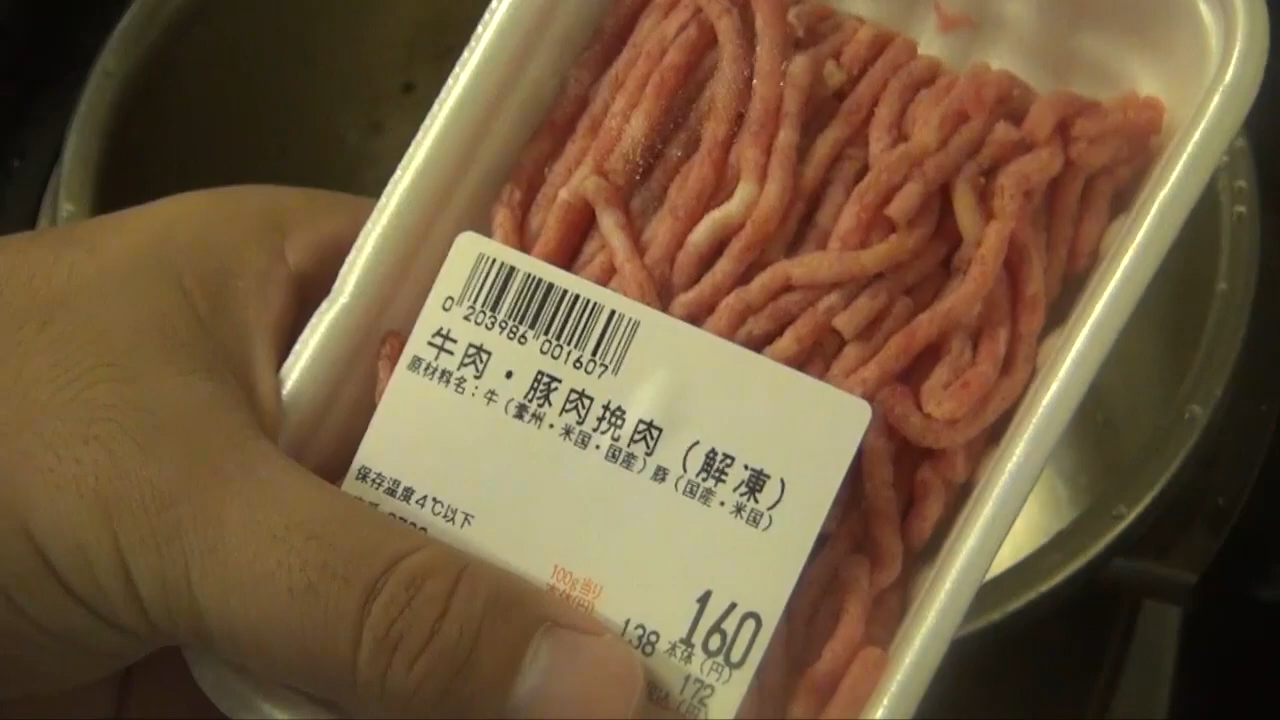 0 203986 001607
牛肉・豚肉挽肉（解凍）
原材料名：牛（豪州・米国・国産）豚（国産・米国）
保存温度4℃以下
100g当り
本体(円)
138
160
本体(円)
172